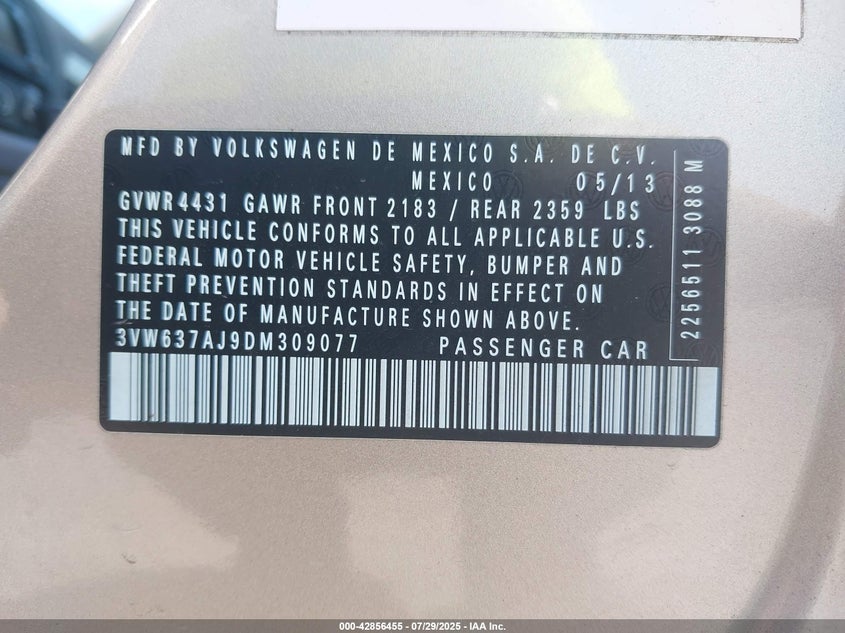 MFD BY VOLKSWAGEN DE MEXICO S.A. DE C.V.
MEXICO 05/13
GVWR 4431 GAWR FRONT 2183 / REAR 2359 LBS
THIS VEHICLE CONFORMS TO ALL APPLICABLE U.S.
FEDERAL MOTOR VEHICLE SAFETY, BUMPER AND
THEFT PREVENTION STANDARDS IN EFFECT ON
THE DATE OF MANUFACTURE SHOWN ABOVE.
3VW637AJ9DM309077 PASSENGER CAR
2256511 3088 M
000-42856455 | 07/29/2025 - IAA Inc.